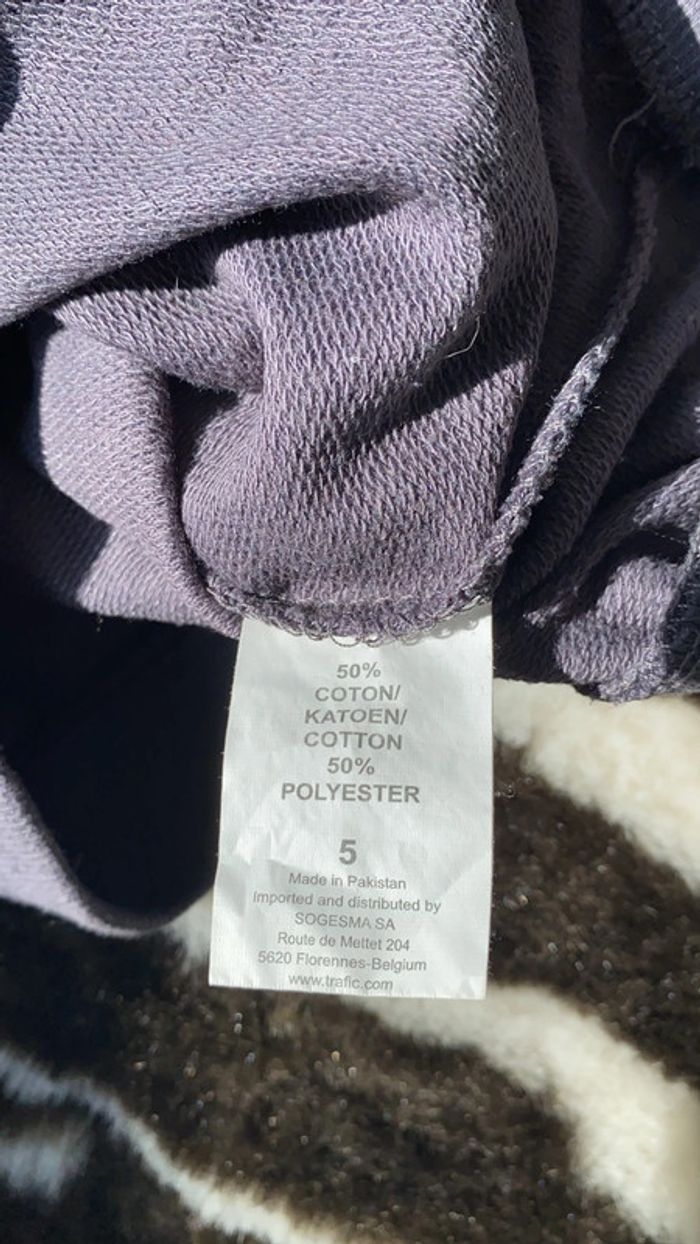 50%
COTON/
KATOEN/
COTTON
50%
POLYESTER
5
Made in Pakistan
Imported and distributed by
SOGESMA SA
Route de Mettet 204
5620 Florennes-Belgium
www.trafic.com